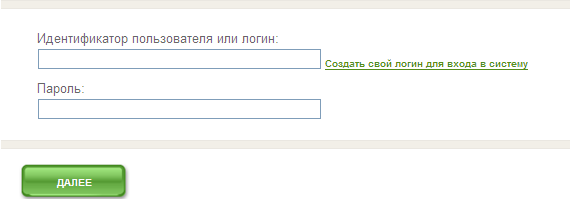 Идентификатор пользователя или логин:
Создать свой логин для входа в систему
Пароль:
ДАЛЕЕ